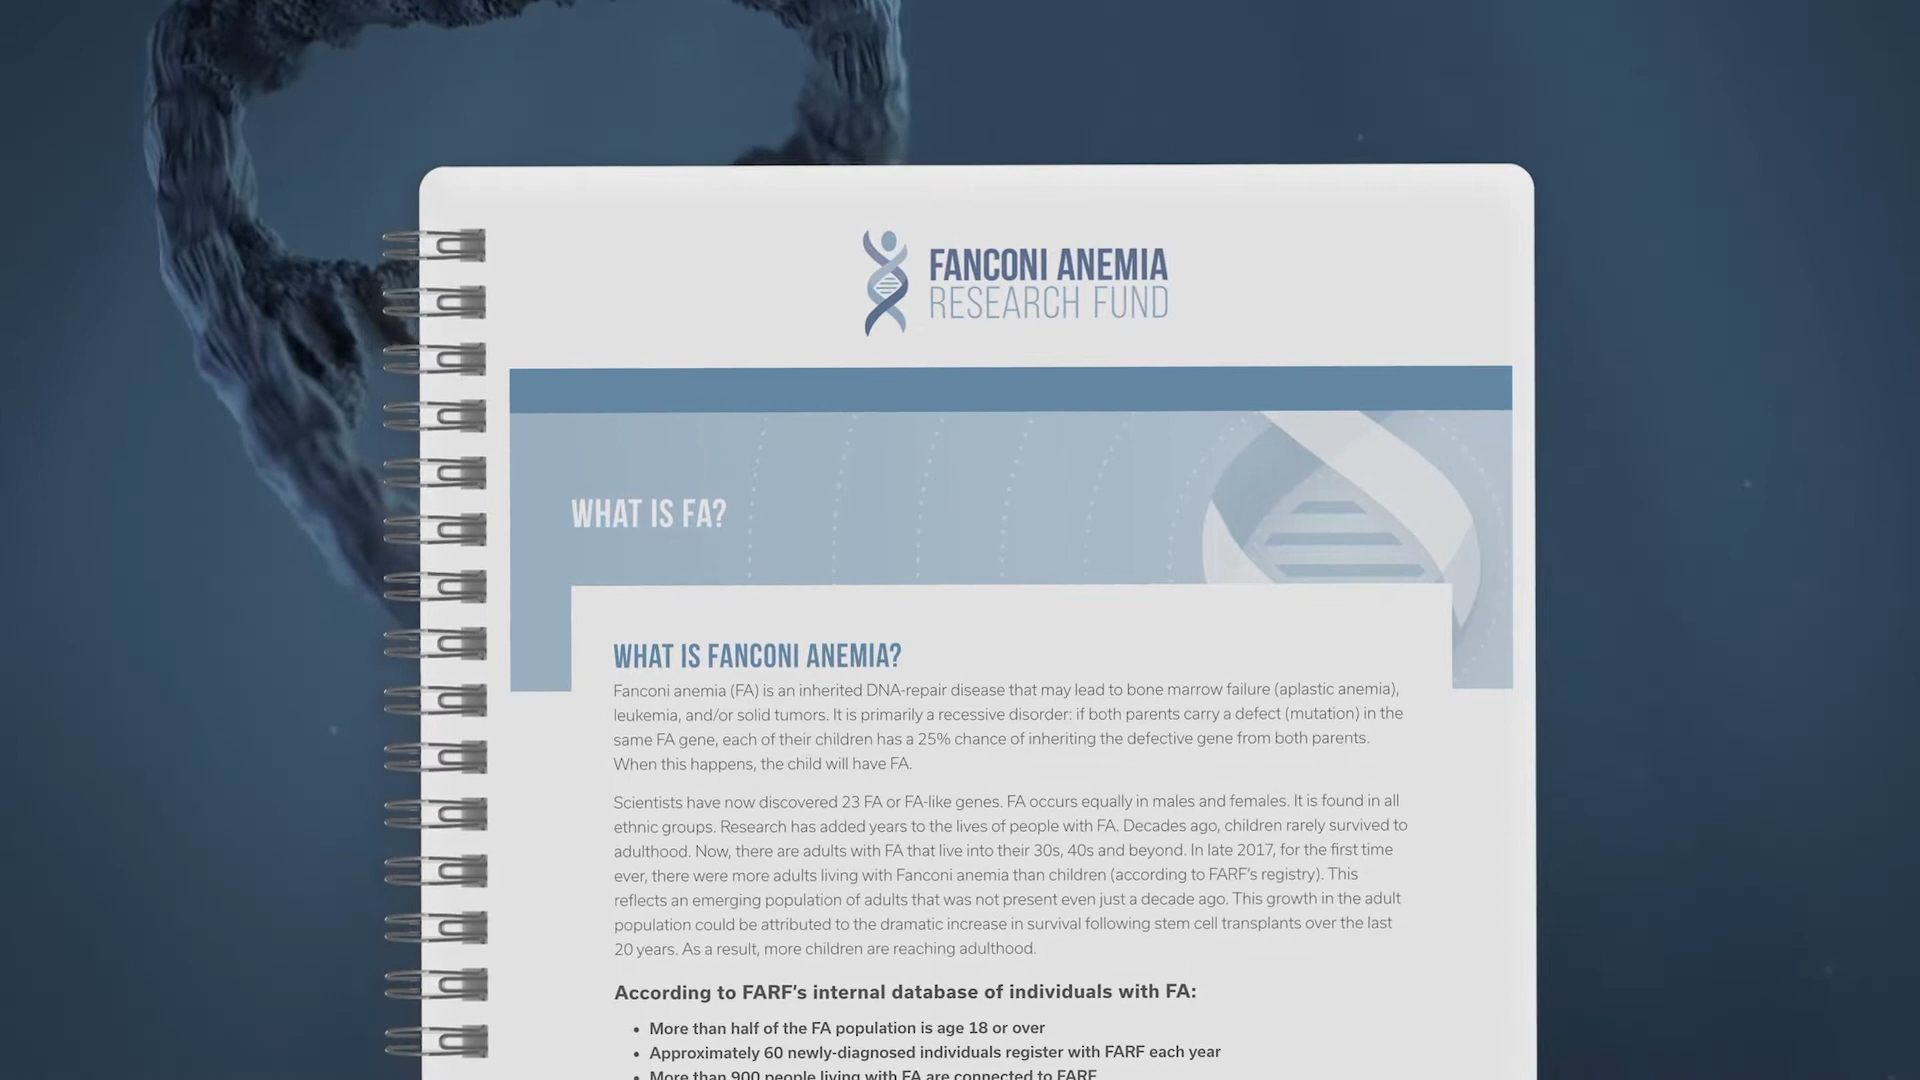 FANCONI ANEMIA
RESEARCH FUND
WHAT IS FA?
WHAT IS FANCONI ANEMIA?
Fanconi anemia (FA) is an inherited DNA-repair disease that may lead to bone marrow failure (aplastic anemia),
leukemia, and/or solid tumors. It is primarily a recessive disorder: if both parents carry a defect (mutation) in the
same FA gene, each of their children has a 25% chance of inheriting the defective gene from both parents.
When this happens, the child will have FA.
Scientists have now discovered 23 FA or FA-like genes. FA occurs equally in males and females. It is found in all
ethnic groups. Research has added years to the lives of people with FA. Decades ago, children rarely survived to
adulthood. Now, there are adults with FA that live into their 30s, 40s and beyond. In late 2017, for the first time
ever, there were more adults living with Fanconi anemia than children (according to FARF's registry). This
reflects an emerging population of adults that was not present even just a decade ago. This growth in the adult
population could be attributed to the dramatic increase in survival following stem cell transplants over the last
20 years. As a result, more children are reaching adulthood.
According to FARF's internal database of individuals with FA:
• More than half of the FA population is age 18 or over
• Approximately 60 newly-diagnosed individuals register with FARF each year
• More than 900 people living with FA are connected to FARF